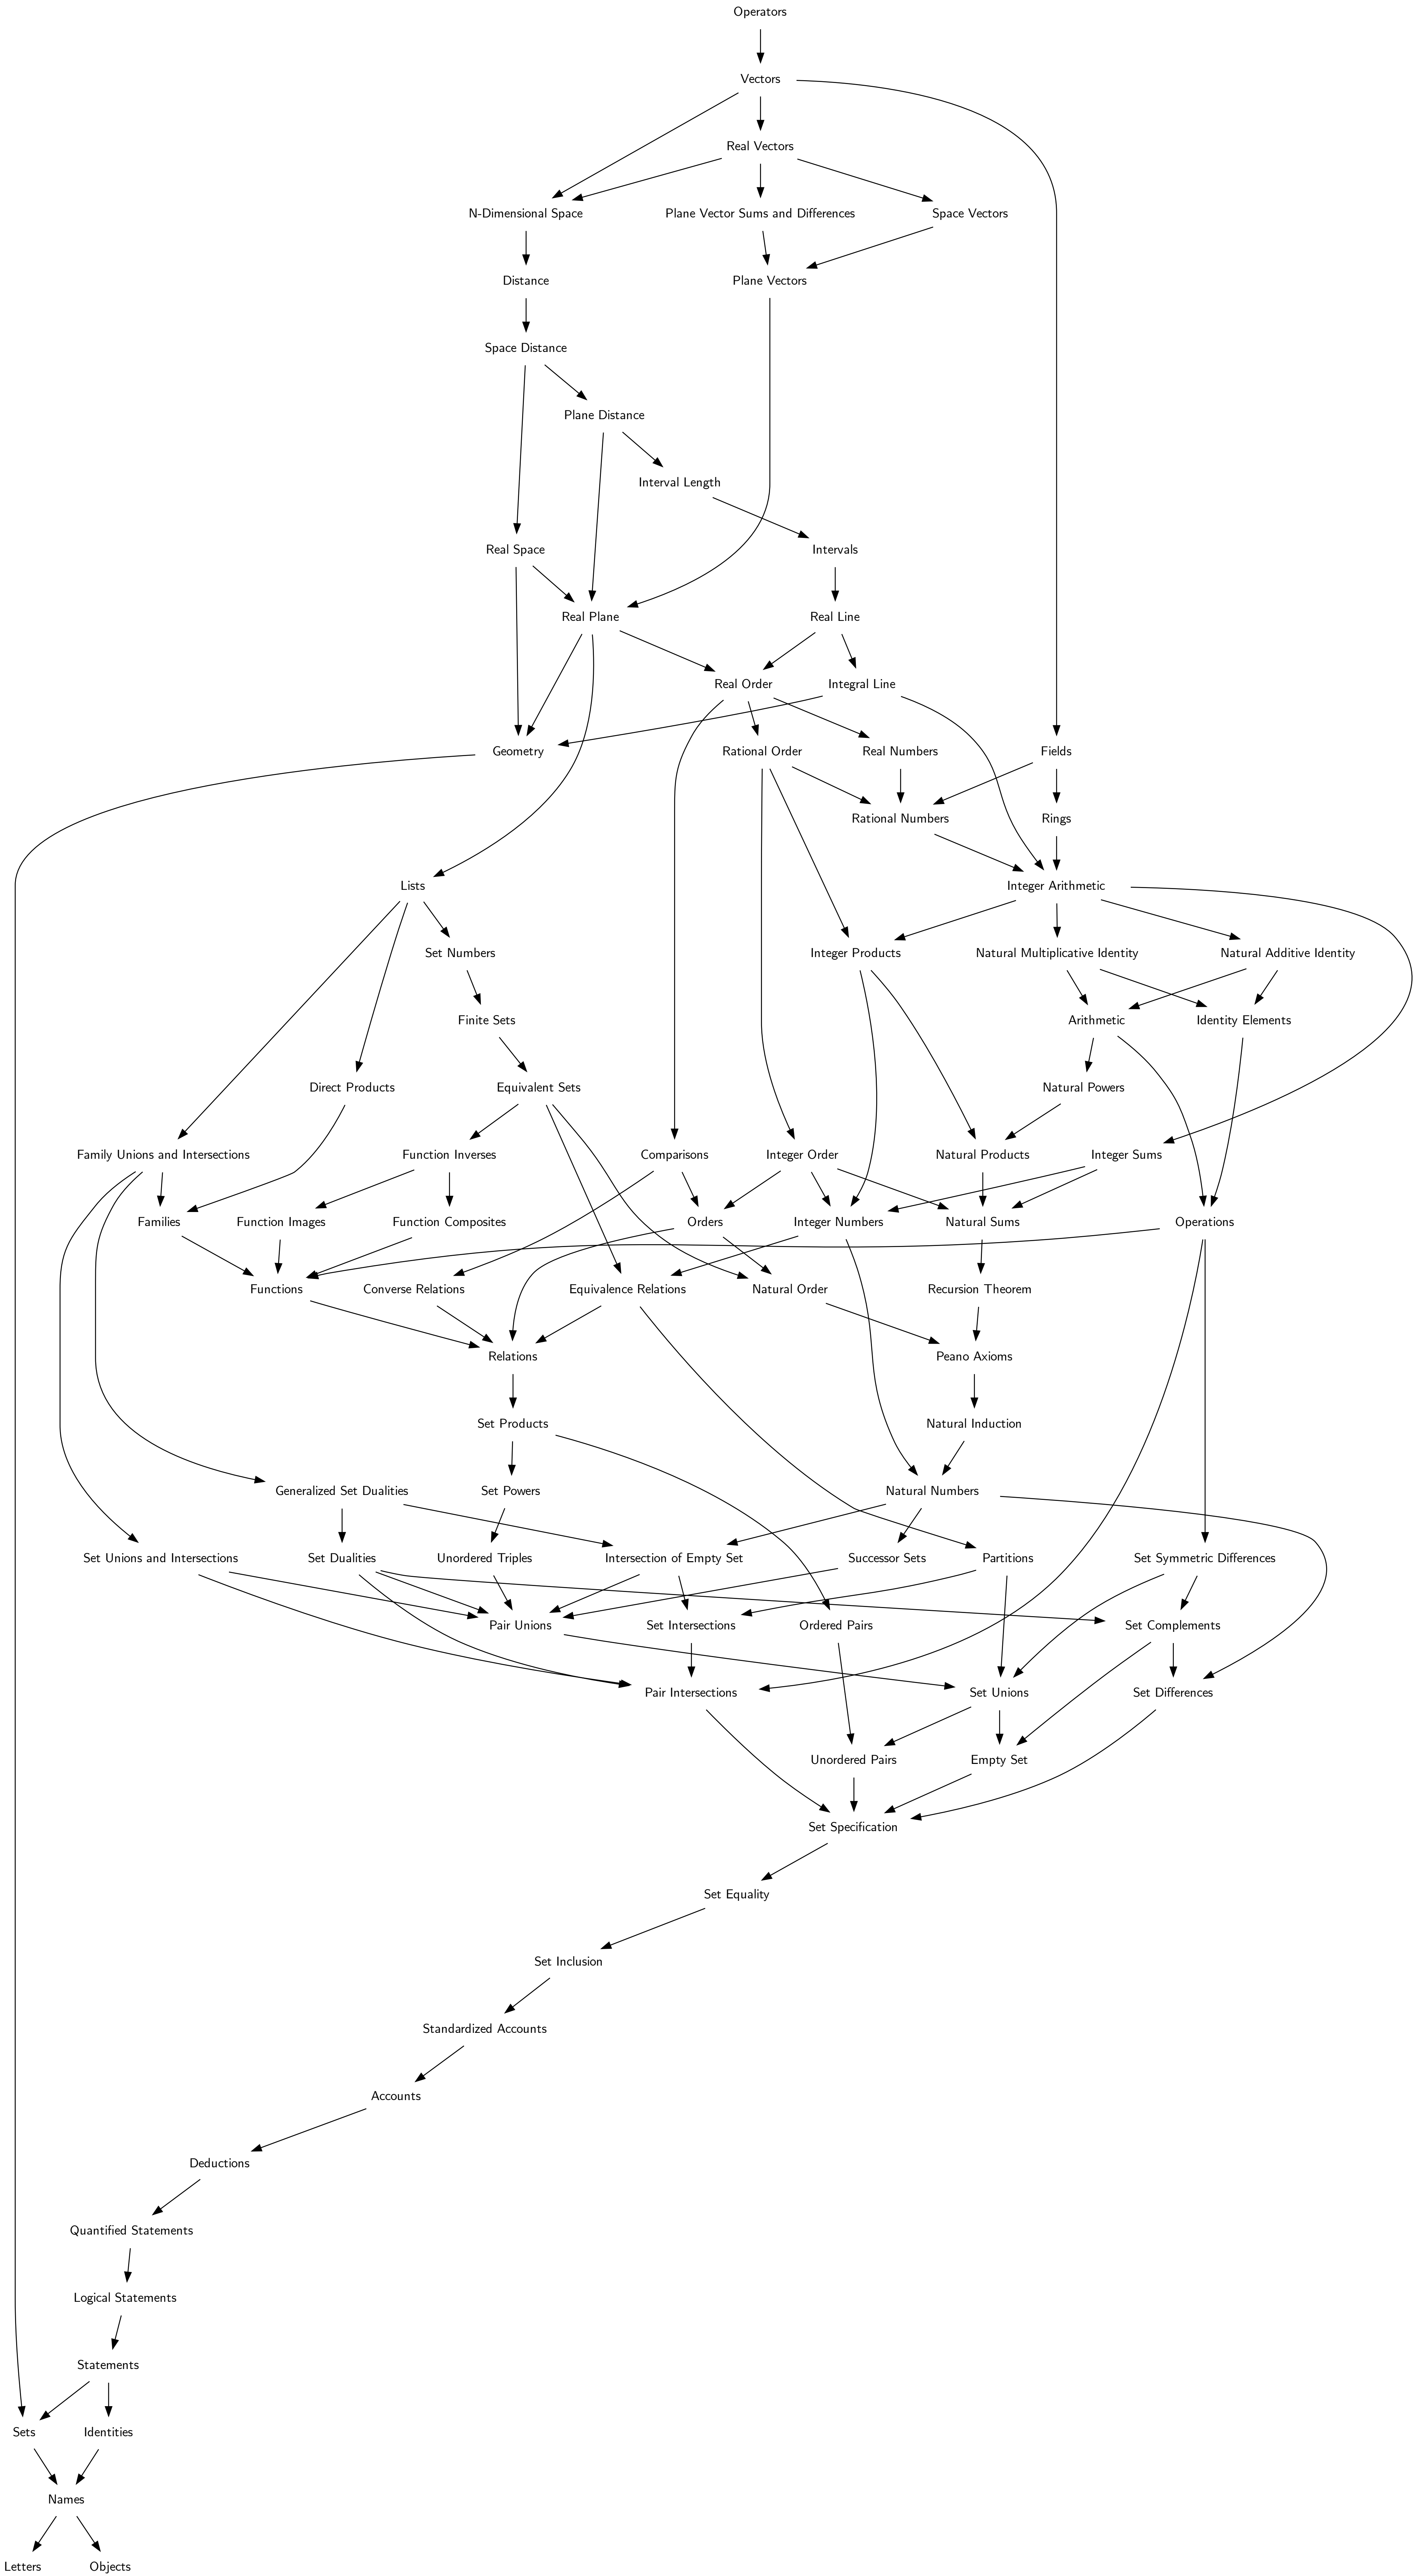 Operators
Vectors
Real Vectors
N-Dimensional Space
Plane Vector Sums and Differences
Space Vectors
Distance
Plane Vectors
Space Distance
Plane Distance
Interval Length
Real Space
Intervals
Real Plane
Real Line
Real Order
Integral Line
Geometry
Rational Order
Real Numbers
Fields
Rational Numbers
Rings
Lists
Integer Arithmetic
Set Numbers
Integer Products
Natural Multiplicative Identity
Natural Additive Identity
Finite Sets
Arithmetic
Identity Elements
Direct Products
Equivalent Sets
Natural Powers
Family Unions and Intersections
Function Inverses
Comparisons
Integer Order
Natural Products
Integer Sums
Families
Function Images
Function Composites
Orders
Integer Numbers
Natural Sums
Operations
Functions
Converse Relations
Equivalence Relations
Natural Order
Recursion Theorem
Relations
Peano Axioms
Set Products
Natural Induction
Generalized Set Dualities
Set Powers
Natural Numbers
Set Unions and Intersections
Set Dualities
Unordered Triples
Intersection of Empty Set
Successor Sets
Partitions
Set Symmetric Differences
Pair Unions
Set Intersections
Ordered Pairs
Set Complements
Pair Intersections
Set Unions
Set Differences
Unordered Pairs
Empty Set
Set Specification
Set Equality
Set Inclusion
Standardized Accounts
Accounts
Deductions
Quantified Statements
Logical Statements
Statements
Sets
Identities
Names
Letters
Objects